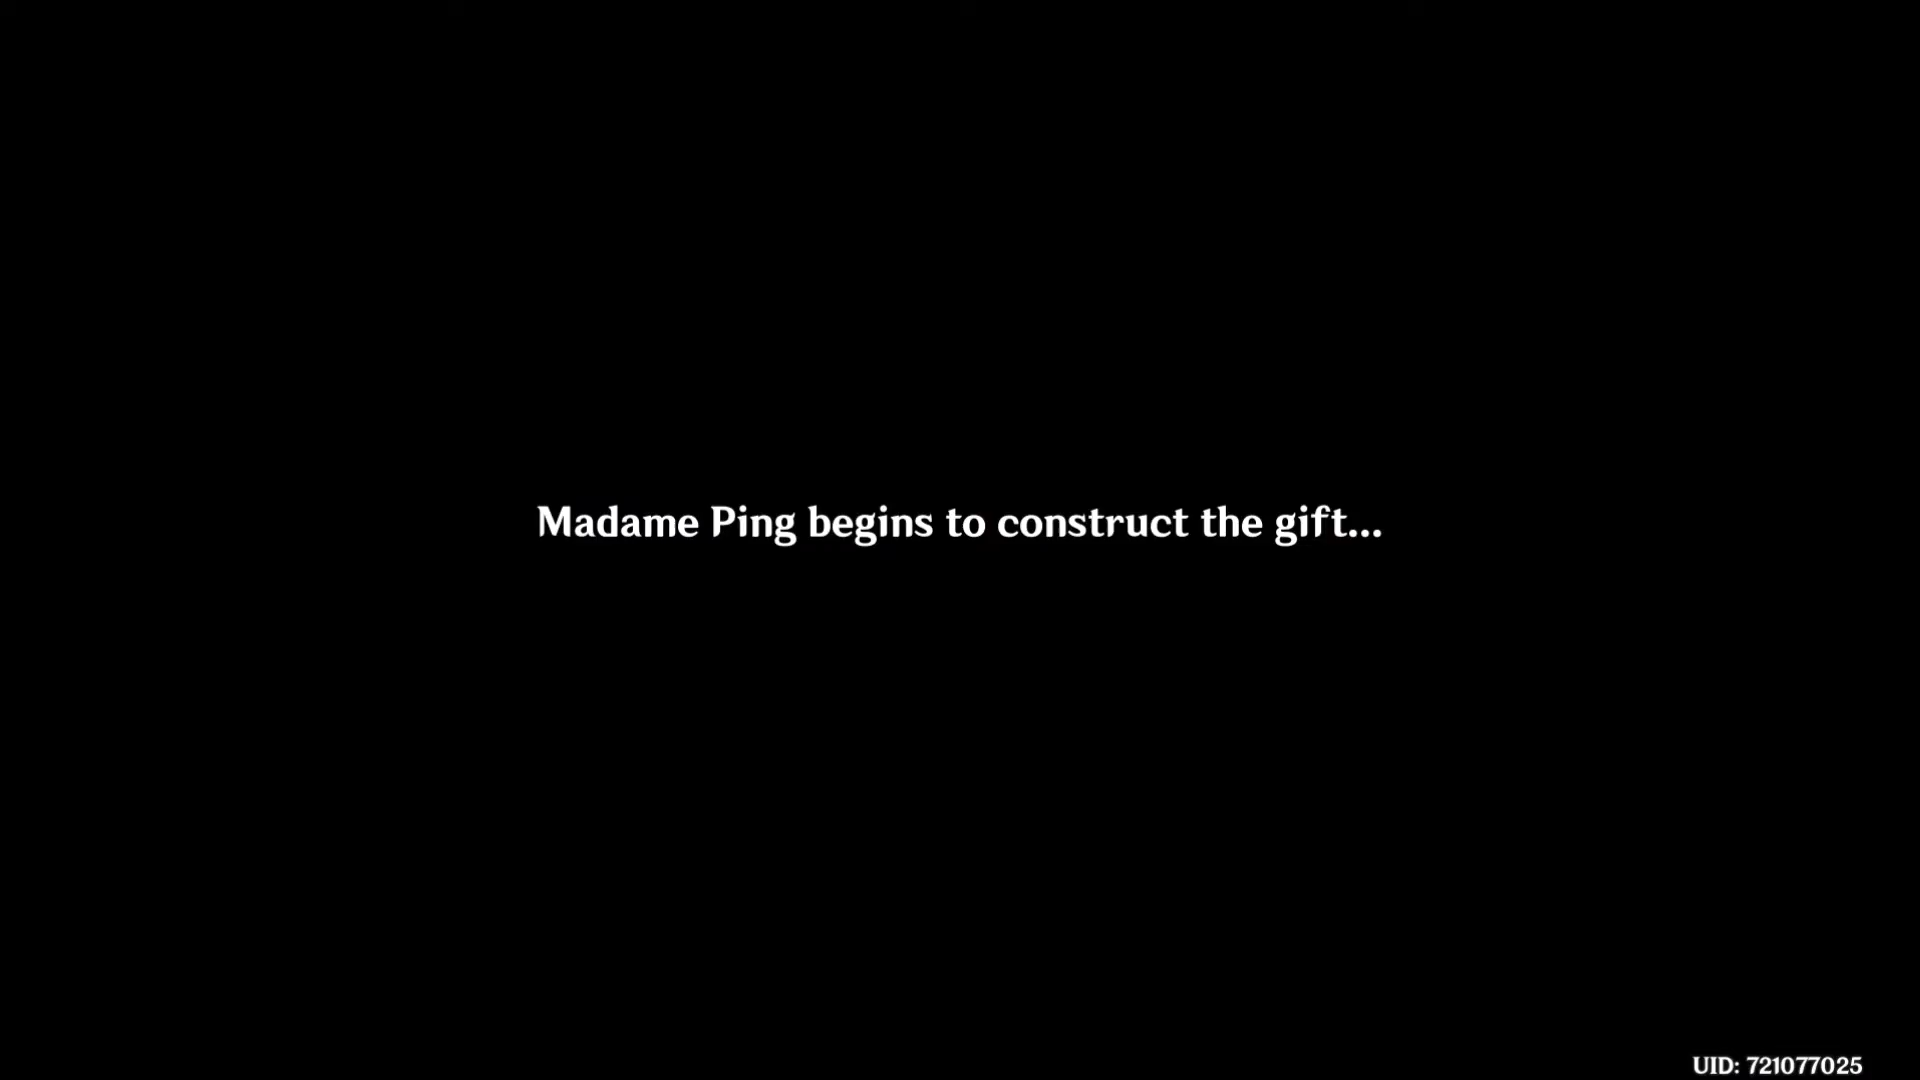 Madame Ping begins to construct the gift...
UID: 721077025